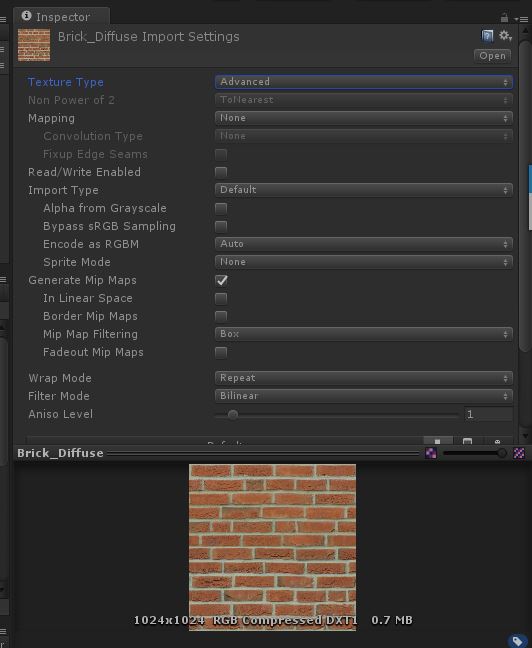 Inspector
Brick_Diffuse Import Settings
Open
Texture Type Advanced
Non Power of 2 ToNearest
Mapping None
Convolution Type None
Fixup Edge Seams
Read/Write Enabled
Import Type Default
Alpha from Grayscale
Bypass sRGB Sampling
Encode as RGBM Auto
Sprite Mode None
Generate Mip Maps
In Linear Space
Border Mip Maps
Mip Map Filtering Box
Fadeout Mip Maps
Wrap Mode Repeat
Filter Mode Bilinear
Aniso Level 1
Default
Brick_Diffuse
1024x1024 RGB Compressed DXT1 0.7 MB